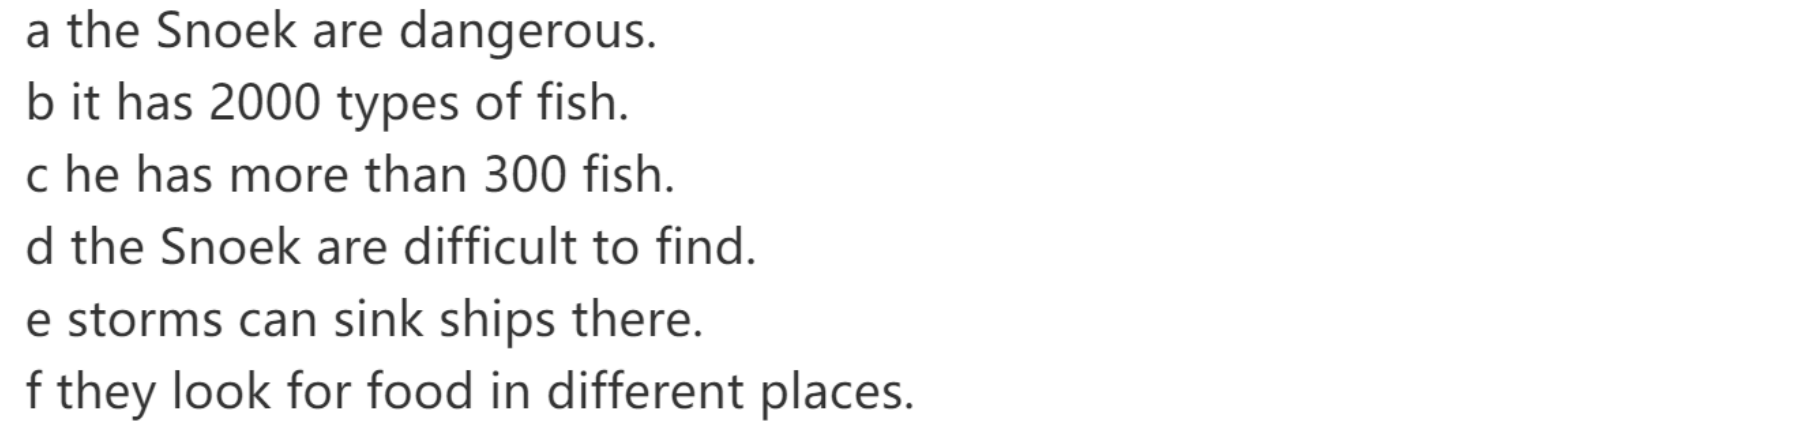 a the Snoek are dangerous.
b it has 2000 types of fish.
c he has more than 300 fish.
d the Snoek are difficult to find.
e storms can sink ships there.
f they look for food in different places.